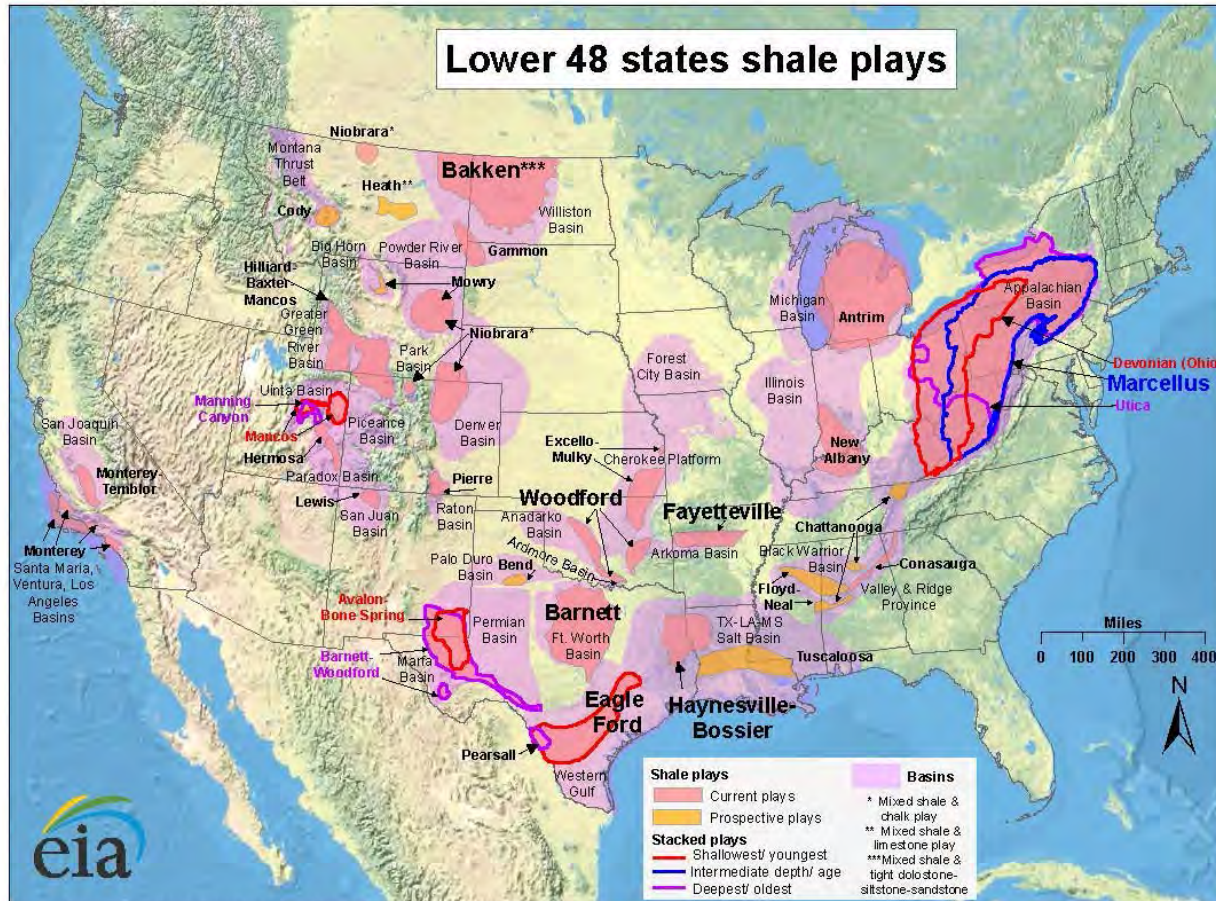 Lower 48 states shale plays
Niobrara*
Montana
Thrust
Belt
Bakken***
Heath**
Cody
Williston
Basin
Big Horn
Basin
Powder River
Basin
Gammon
Hilliard-
Baxter-
Mancos
Mowry
Greater
Green
River
Basin
Niobrara*
Park
Basin
Michigan
Basin
Antrim
Appalachian
Basin
Devonian (Ohio
Marcellus
Utica
Forest
City Basin
Illinois
Basin
Uinta Basin
Manning
Canyon
Mancos
Piceance
Basin
Denver
Basin
San Joaquin
Basin
Hermosa
Paradox Basin
Excello-
Mulky
Cherokee Platform
New
Albany
Monterey-
Temblor
Lewis
San Juan
Basin
Pierre
Raton
Basin
Woodford
Anadarko
Basin
Fayetteville
Arkoma Basin
Chattanooga
Monterey
Santa Maria,
Ventura, Los
Angeles
Basins
Palo Duro
Basin
Bend
Ardmore Basin
Black Warrior
Basin
Conasauga
Floyd-
Neal
Valley & Ridge
Province
Avalon-
Bone Spring
Permian
Basin
Barnett
Ft. Worth
Basin
TX-LA-MS
Salt Basin
Tuscaloosa
Barnett-
Woodford
Marfa
Basin
Eagle
Ford
Haynesville-
Bossier
Pearsall
Western
Gulf
Miles
0 100 200 300 400
N
Shale plays
Current plays
Prospective plays
Stacked plays
Shallowest/ youngest
Intermediate depth/ age
Deepest/ oldest
Basins
* Mixed shale &
chalk play
** Mixed shale &
limestone play
***Mixed shale &
tight dolostone-
siltstone-sandstone
eia